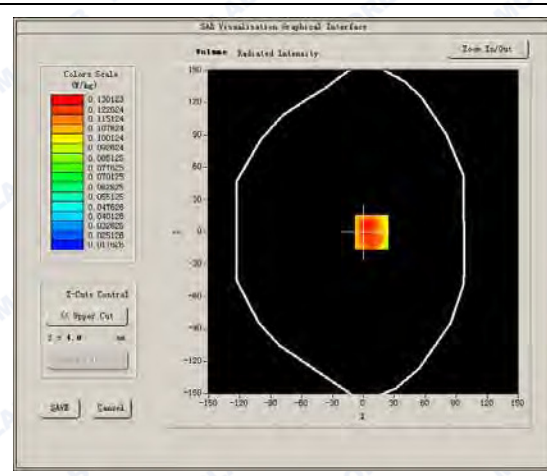 SAR Visualisation Graphical Interface
Volume Radiated Intensity
Zoom In/Out
Colors Scale
(W/kg)
0.130123
0.122624
0.115124
0.107624
0.100124
0.092624
0.085125
0.077625
0.070125
0.062625
0.055125
0.047626
0.040126
0.032626
0.025126
0.017626
Z-Cuts Control
<< Upper Cut
Z = 4.0 mm
SAVE
Cancel
150
120-
90-
60-
30-
0-
-30-
-60-
-90-
-120-
-150
-150 -120 -90 -60 -30 0 30 60 90 120 150
X